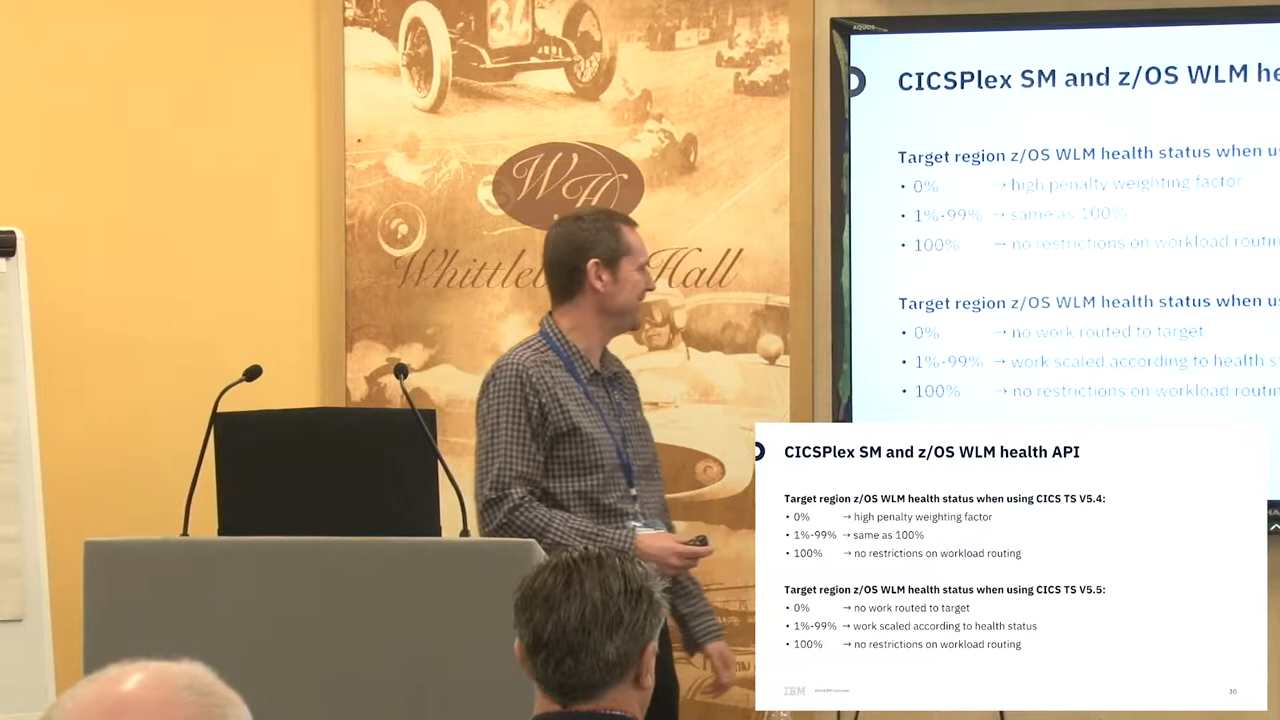 34
WH
Whittleb Hall
AQUOS
CICSPlex SM and z/OS WLM he
Target region z/OS WLM health status when us
• 0% → high penalty weighting factor
• 1%-99% → same as 100%
• 100% → no restrictions on workload routin
Target region z/OS WLM health status when us
• 0% → no work routed to target
• 1%-99% → work scaled according to health s
• 100% → no restrictions on workload routin
CICSPlex SM and z/OS WLM health API
Target region z/OS WLM health status when using CICS TS V5.4:
• 0% → high penalty weighting factor
• 1%-99% → same as 100%
• 100% → no restrictions on workload routing
Target region z/OS WLM health status when using CICS TS V5.5:
• 0% → no work routed to target
• 1%-99% → work scaled according to health status
• 100% → no restrictions on workload routing
IBM
30